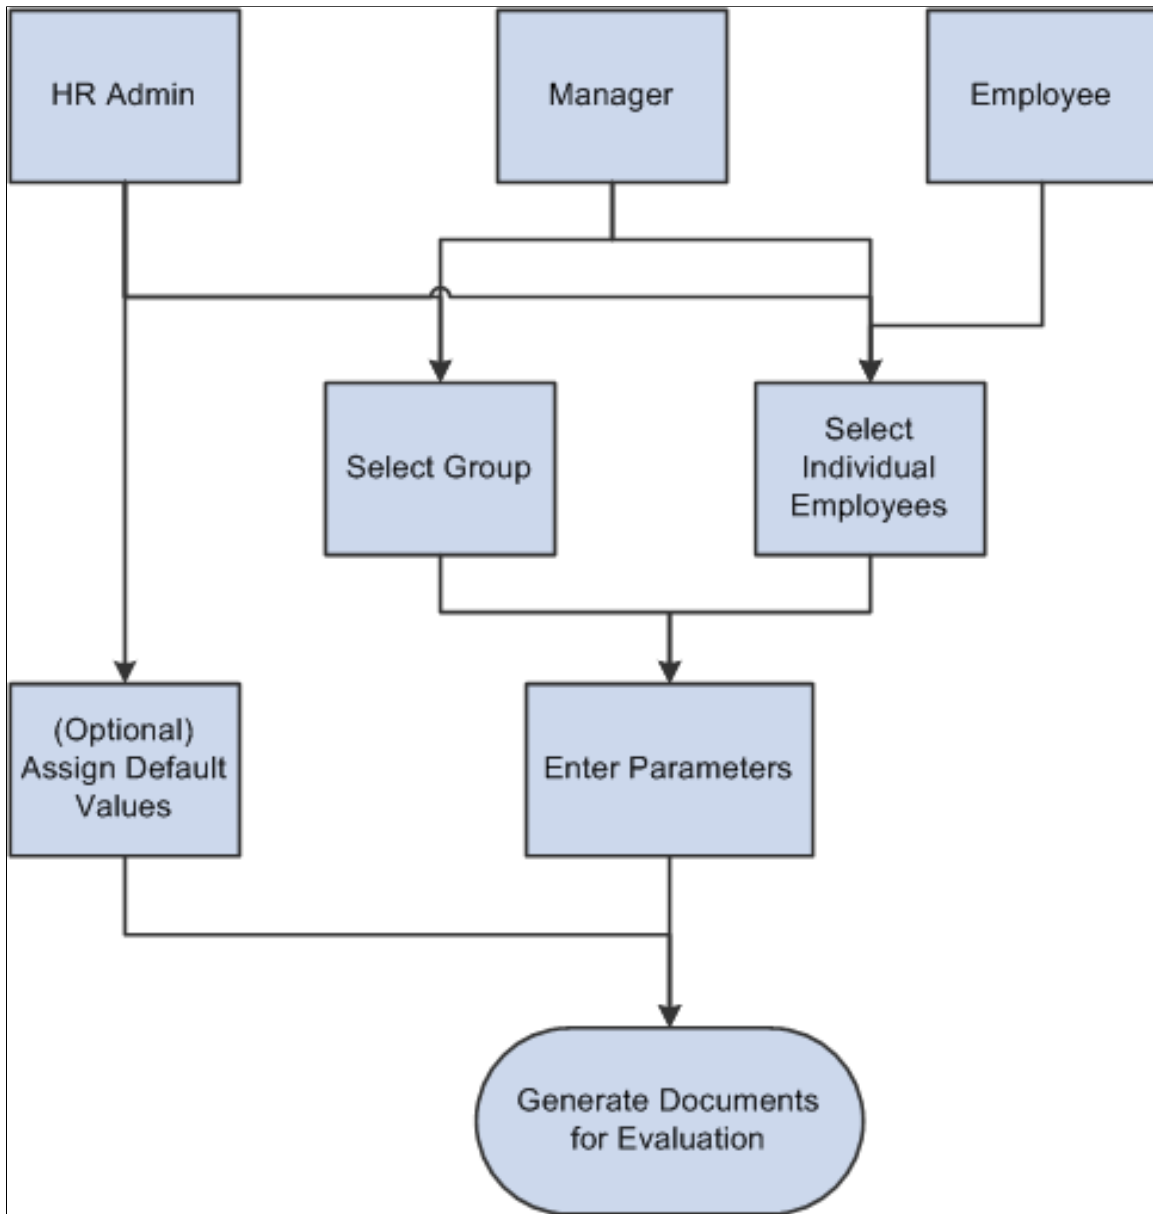 HR Admin
Manager
Employee
Select Group
Select
Individual
Employees
(Optional)
Assign Default
Values
Enter Parameters
Generate Documents
for Evaluation